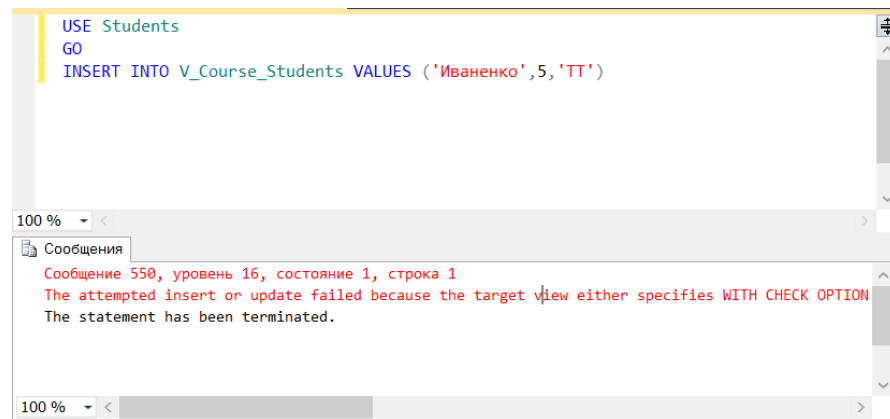 USE Students
GO
INSERT INTO V_Course_Students VALUES ('Иваненко',5,'ТТ')
100 %
Сообщения
Сообщение 550, уровень 16, состояние 1, строка 1
The attempted insert or update failed because the target view either specifies WITH CHECK OPTION
The statement has been terminated.
100 %